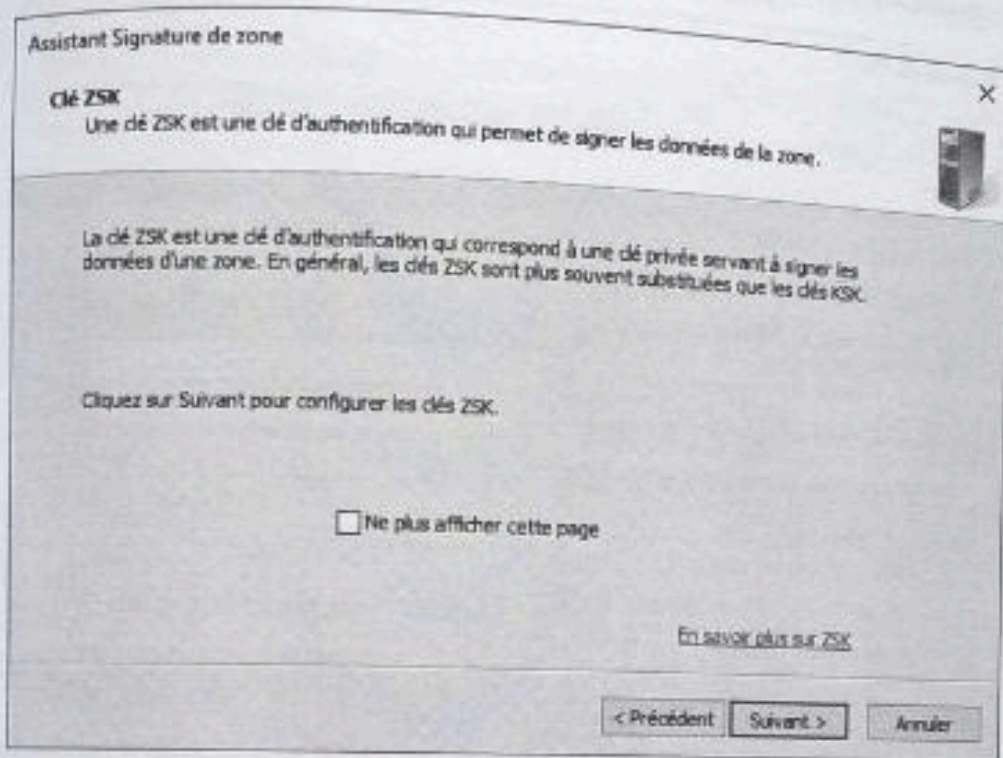 Assistant Signature de zone
Clé ZSK
Une clé ZSK est une clé d'authentification qui permet de signer les données de la zone.
La clé ZSK est une clé d'authentification qui correspond à une clé privée servant à signer les
données d'une zone. En général, les clés ZSK sont plus souvent substituées que les clés KSK.
Cliquez sur Suivant pour configurer les clés ZSK.
Ne plus afficher cette page
En savoir plus sur ZSK
< Précédent Suivant > Annuler